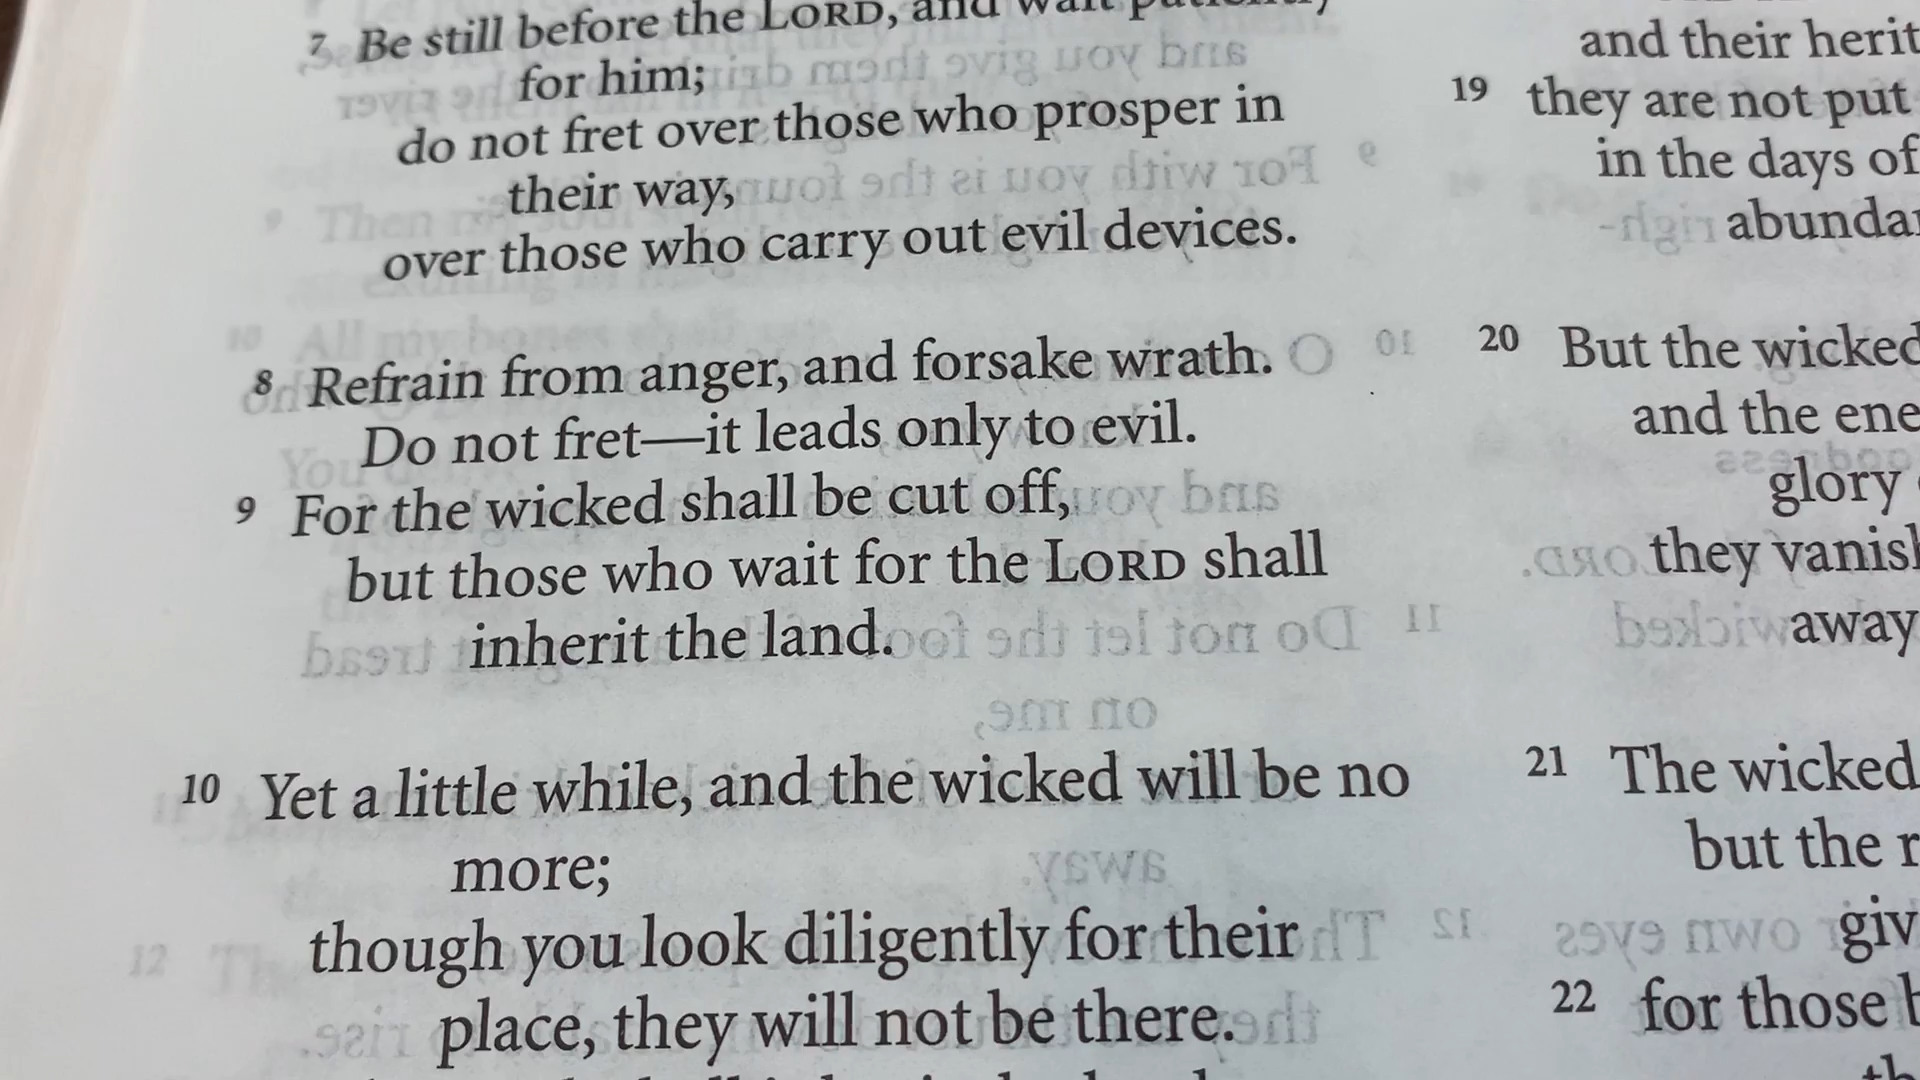 7 Be still before the LORD, and wait patiently
for him;
do not fret over those who prosper in
their way,
over those who carry out evil devices.
8 Refrain from anger, and forsake wrath.
Do not fret—it leads only to evil.
9 For the wicked shall be cut off,
but those who wait for the LORD shall
inherit the land.
10 Yet a little while, and the wicked will be no
more;
though you look diligently for their
place, they will not be there.
and their herit
19 they are not put
in the days of
abundan
20 But the wicked
and the ene
glory
they vanish
away
21 The wicked
but the r
giv
22 for those b
th